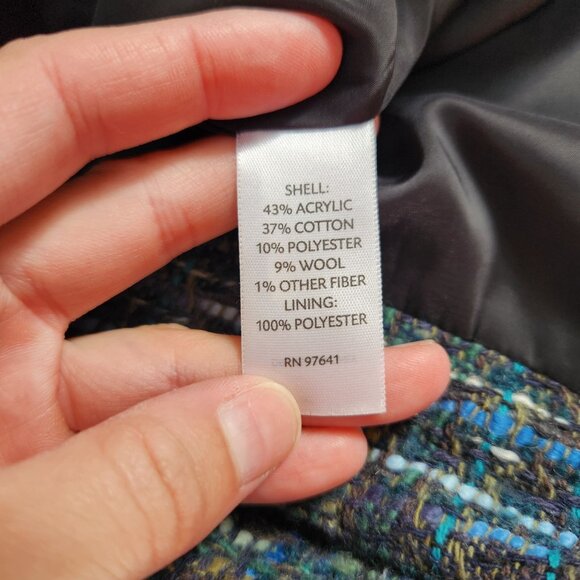 SHELL:
43% ACRYLIC
37% COTTON
10% POLYESTER
9% WOOL
1% OTHER FIBER
LINING:
100% POLYESTER
RN 97641